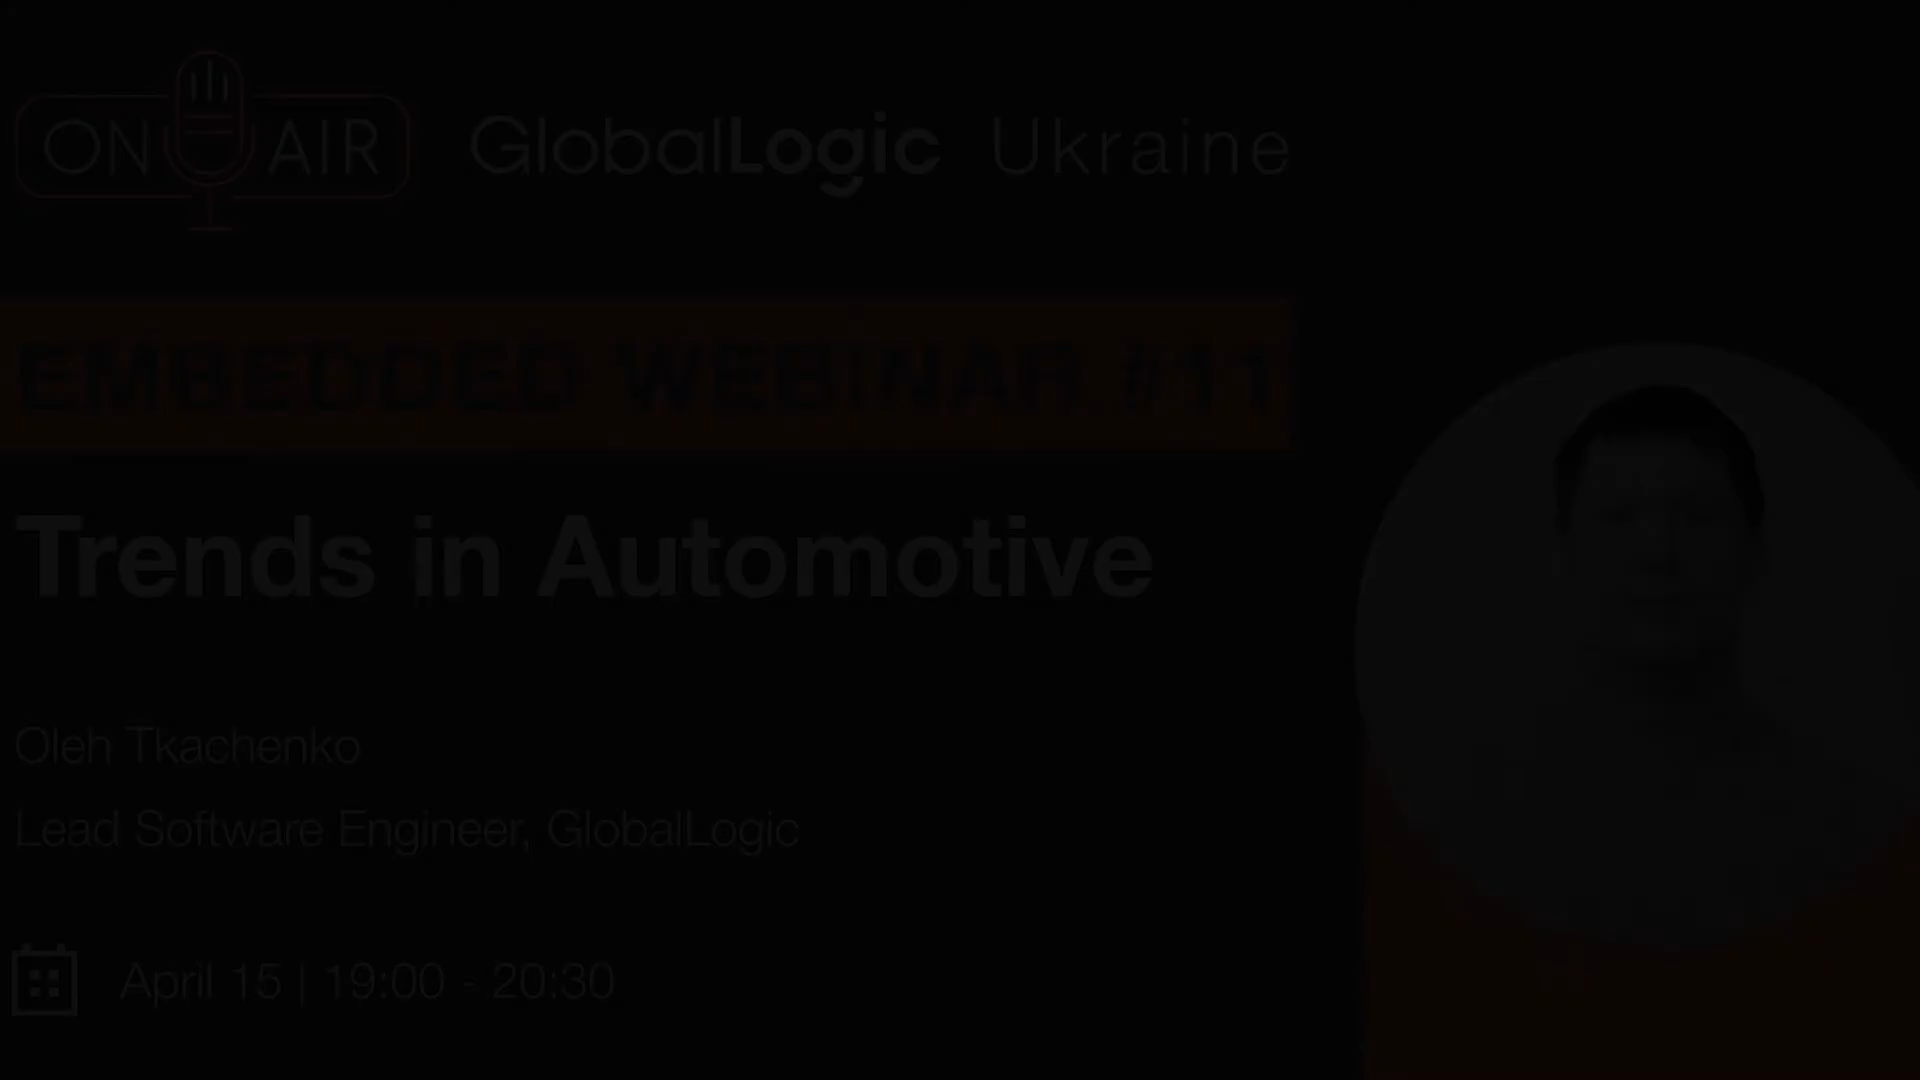 ON AIR GlobalLogic Ukraine
EMBEDDED WEBINAR #11
Trends in Automotive
Oleh Tkachenko
Lead Software Engineer, GlobalLogic
April 15 | 19:00 - 20:30